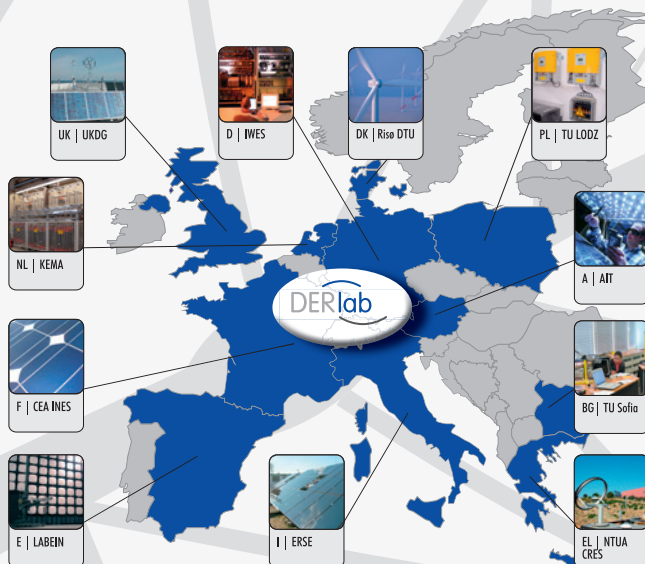 UK | UKDG
D | IWES
DK | Risø DTU
PL | TU LODZ
NL | KEMA
A | AIT
DERlab
F | CEA INES
BG | TU Sofia
E | LABEIN
I | ERSE
EL | NTUA
CRES